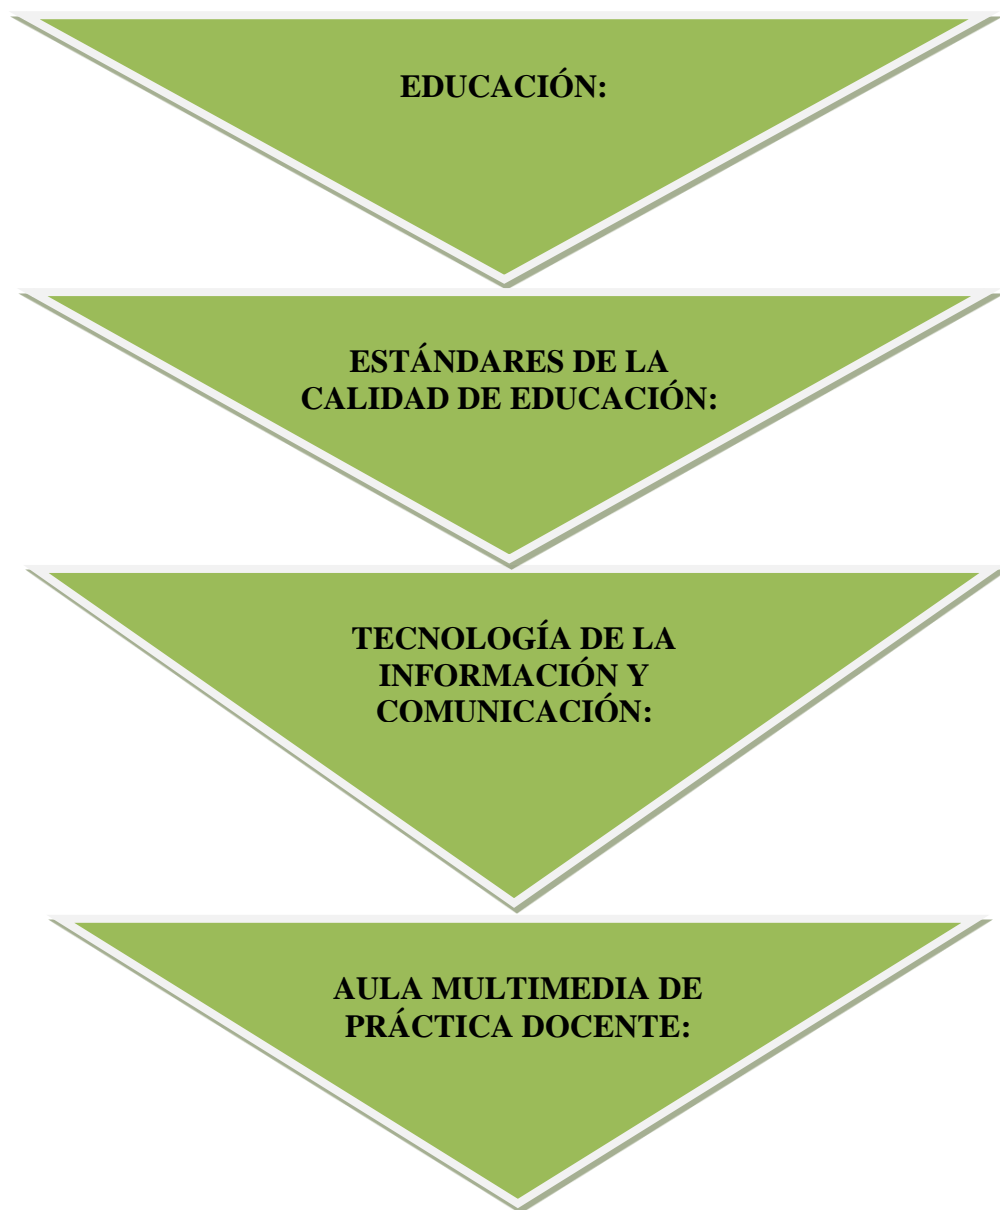 EDUCACIÓN:
ESTÁNDARES DE LA
CALIDAD DE EDUCACIÓN:
TECNOLOGÍA DE LA
INFORMACIÓN Y
COMUNICACIÓN:
AULA MULTIMEDIA DE
PRÁCTICA DOCENTE: